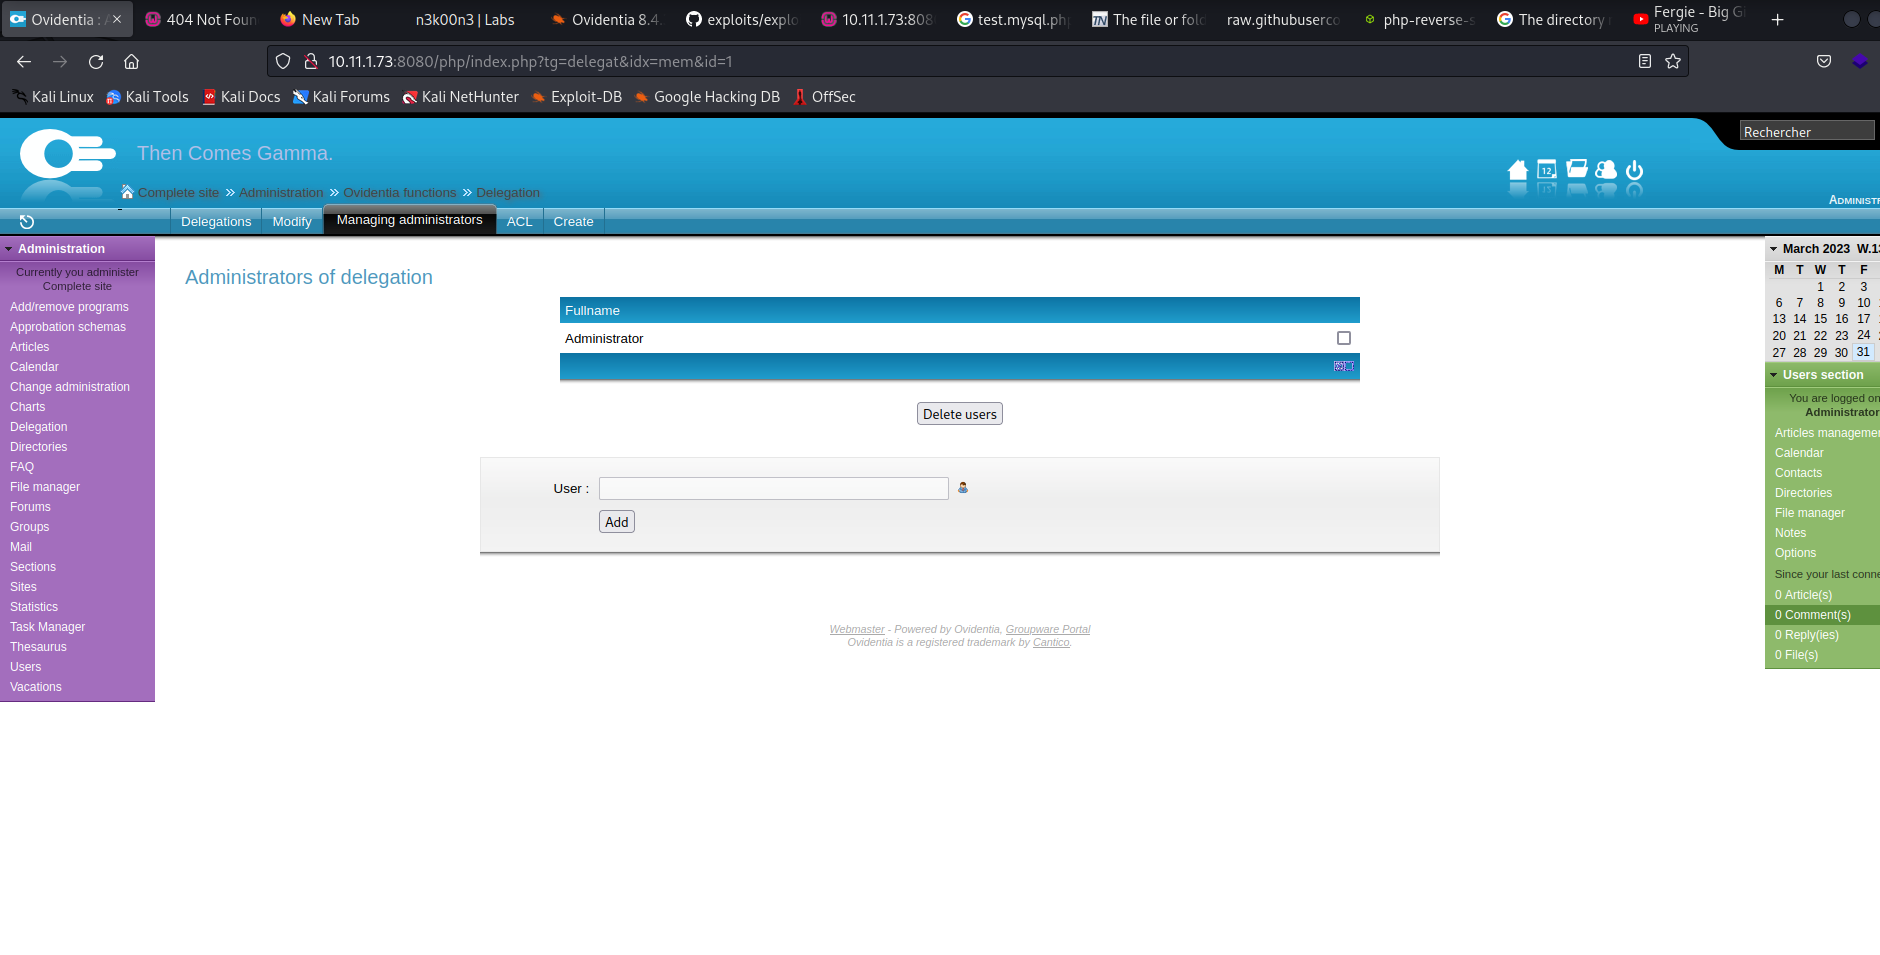 Ovidentia : A
404 Not Foun
New Tab
n3k00n3 | Labs
Ovidentia 8.4.
exploits/explo
10.11.1.73:808
test.mysql.php
The file or fold
raw.githubuserco
php-reverse-s
The directory
Fergie - Big Gi
PLAYING
10.11.1.73:8080/php/index.php?tg=delegat&idx=mem&id=1
Kali Linux
Kali Tools
Kali Docs
Kali Forums
Kali NetHunter
Exploit-DB
Google Hacking DB
OffSec
Rechercher
Then Comes Gamma.
12
Complete site » Administration » Ovidentia functions » Delegation
ADMINISTR
Delegations
Modify
Managing administrators
ACL
Create
Administration
Currently you administer
Complete site
Add/remove programs
Approbation schemas
Articles
Calendar
Change administration
Charts
Delegation
Directories
FAQ
File manager
Forums
Groups
Mail
Sections
Sites
Statistics
Task Manager
Thesaurus
Users
Vacations
Administrators of delegation
Fullname
Administrator
Delete users
User :
Add
Webmaster - Powered by Ovidentia, Groupware Portal
Ovidentia is a registered trademark by Cantico.
March 2023 W.13
M T W T F
1 2 3
6 7 8 9 10
13 14 15 16 17
20 21 22 23 24
27 28 29 30 31
Users section
You are logged on
Administrator
Articles managemen
Calendar
Contacts
Directories
File manager
Notes
Options
Since your last conne
0 Article(s)
0 Comment(s)
0 Reply(ies)
0 File(s)